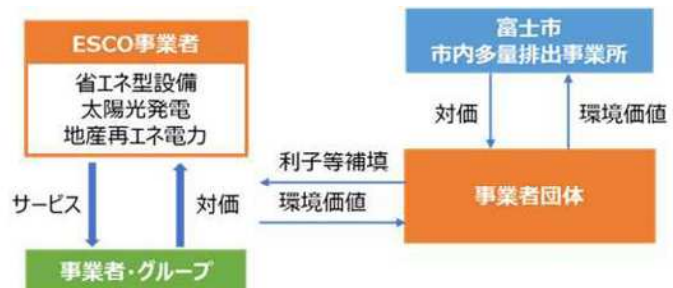 ESCO事業者
省エネ型設備
太陽光発電
地産再エネ電力
サービス
対価
事業者・グループ
利子等補填
環境価値
富士市
市内多量排出事業所
対価
環境価値
事業者団体